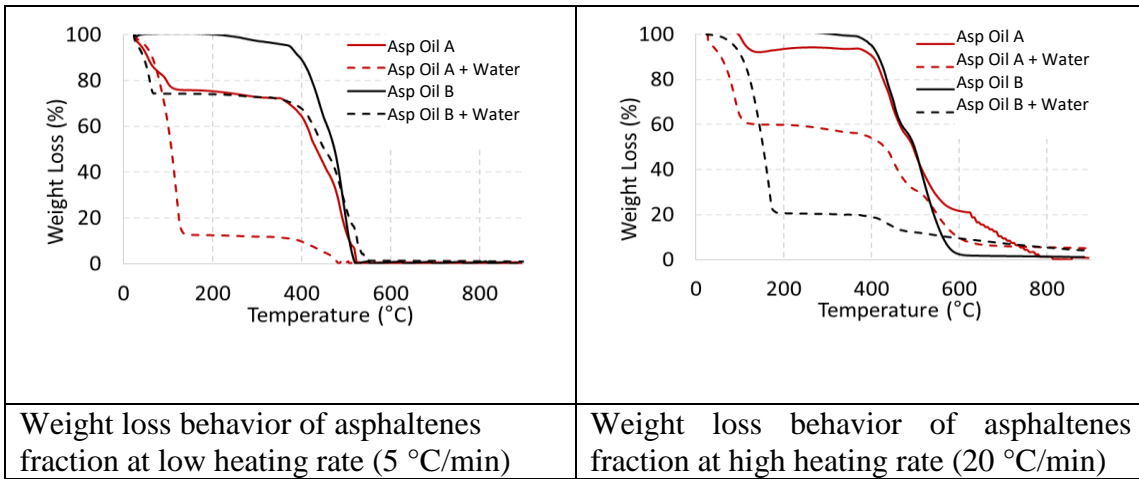 100
80
60
40
20
0
Weight Loss (%)
0
200
400
600
800
Temperature (°C)
Asp Oil A
Asp Oil A + Water
Asp Oil B
Asp Oil B + Water
100
80
60
40
20
0
Weight Loss (%)
0
200
400
600
800
Temperature (°C)
Asp Oil A
Asp Oil A + Water
Asp Oil B
Asp Oil B + Water
Weight loss behavior of asphaltenes
fraction at low heating rate (5 °C/min)
Weight loss behavior of asphaltenes
fraction at high heating rate (20 °C/min)